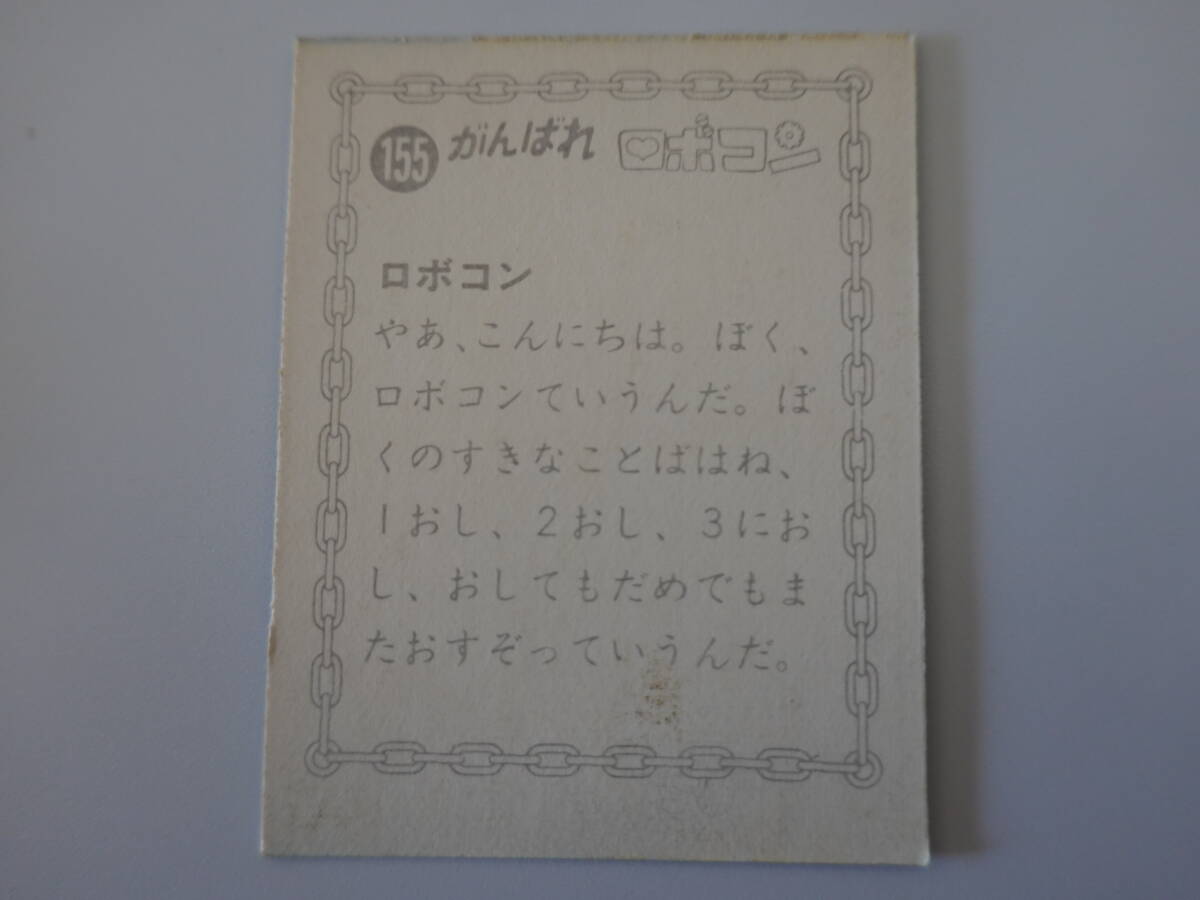 155 がんばれ ロボコン
ロボコン
やあ、こんにちは。ぼく、
ロボコンていうんだ。ぼ
くのすきなことばはね、
1おし、2おし、3にお
し、おしてもだめでもま
たおすぞっていうんだ。